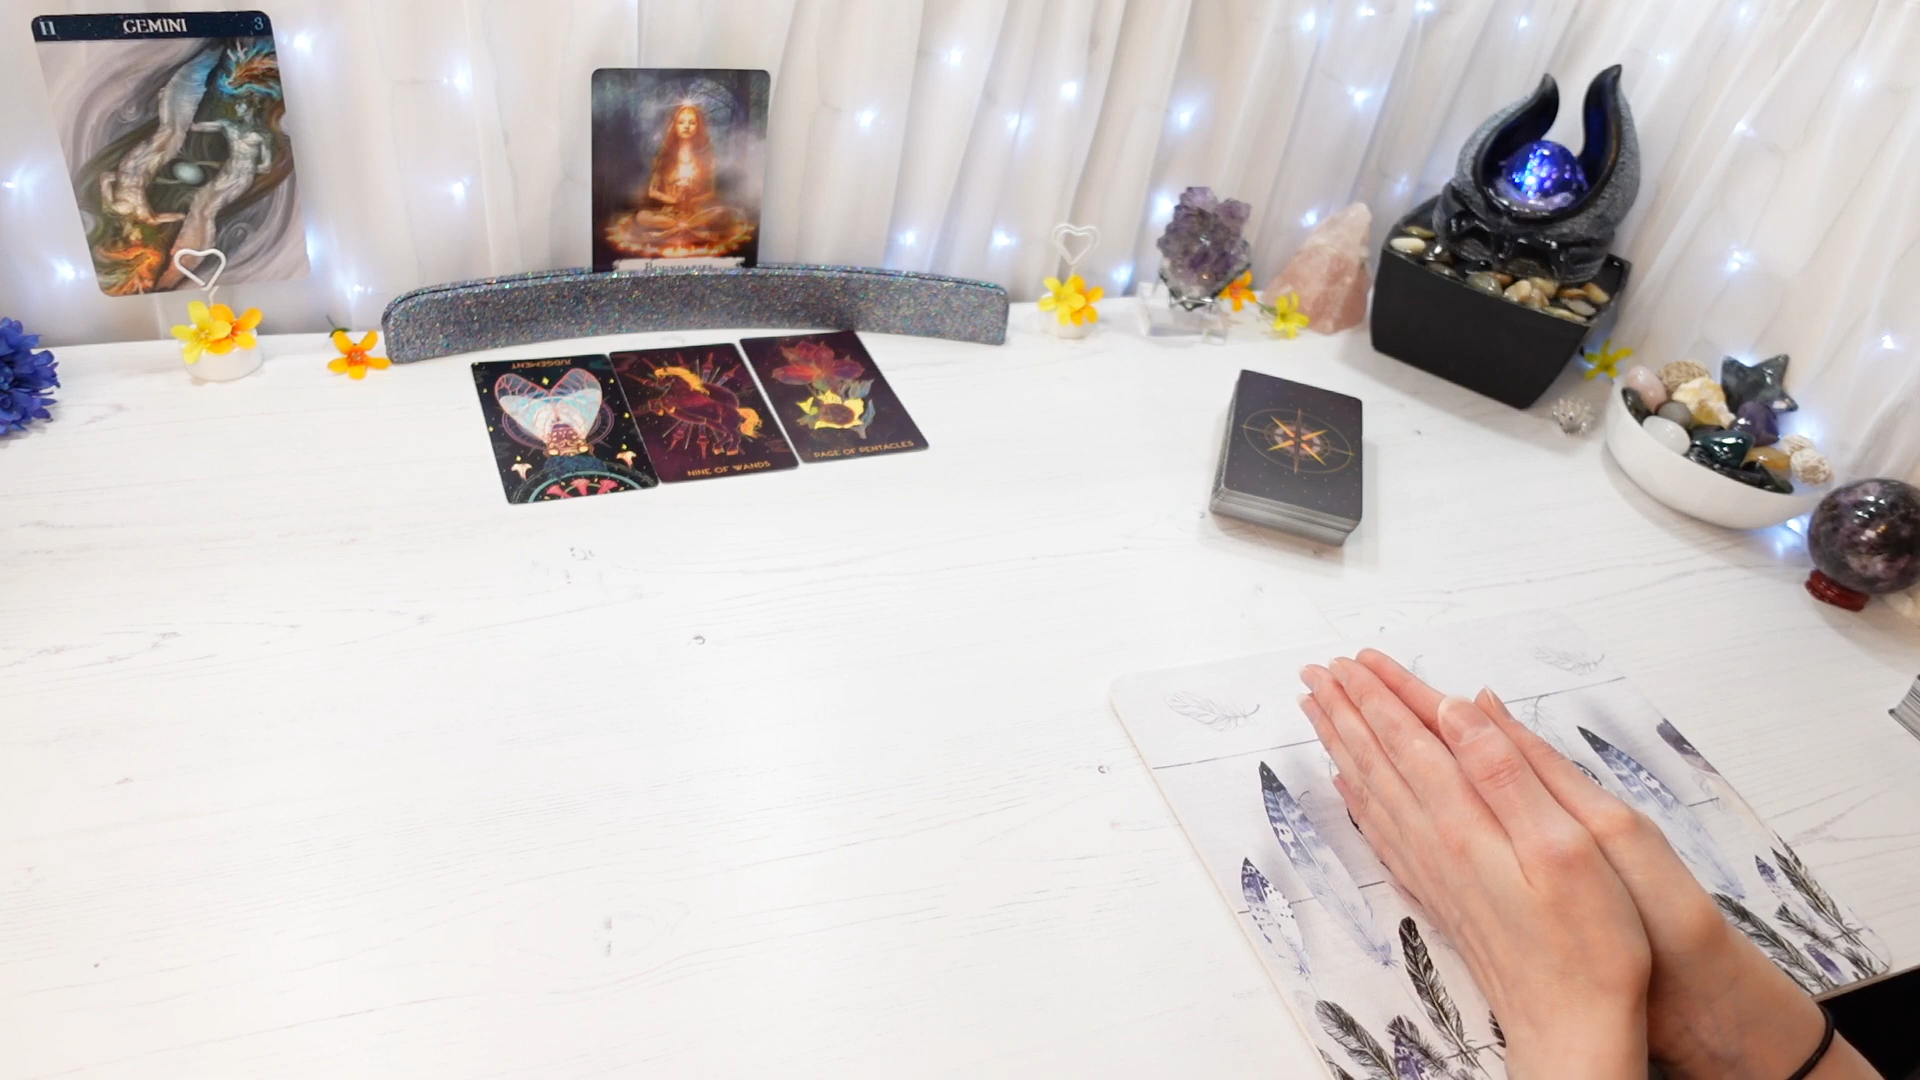 II GEMINI 3
JUDGEMENT
NINE OF WANDS
PAGE OF PENTACLES